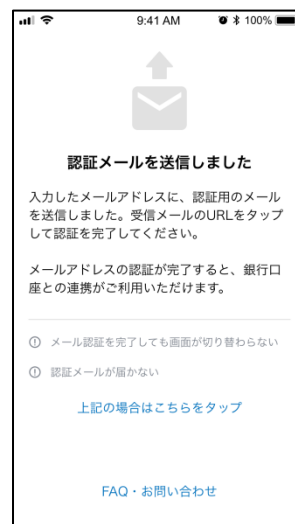 9:41 AM 100%
認証メールを送信しました
入力したメールアドレスに、認証用のメール
を送信しました。受信メールのURLをタップ
して認証を完了してください。
メールアドレスの認証が完了すると、銀行口
座との連携がご利用いただけます。
メール認証を完了しても画面が切り替わらない
認証メールが届かない
上記の場合はこちらをタップ
FAQ・お問い合わせ